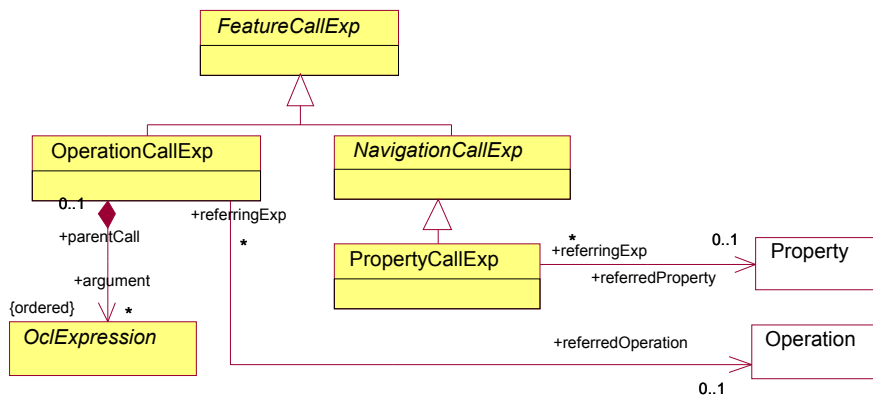 FeatureCallExp
OperationCallExp
NavigationCallExp
0..1
+parentCall
+referringExp
*
+argument
{ordered}
*
OclExpression
PropertyCallExp
*
+referringExp
0..1
+referredProperty
Property
+referredOperation
Operation
0..1